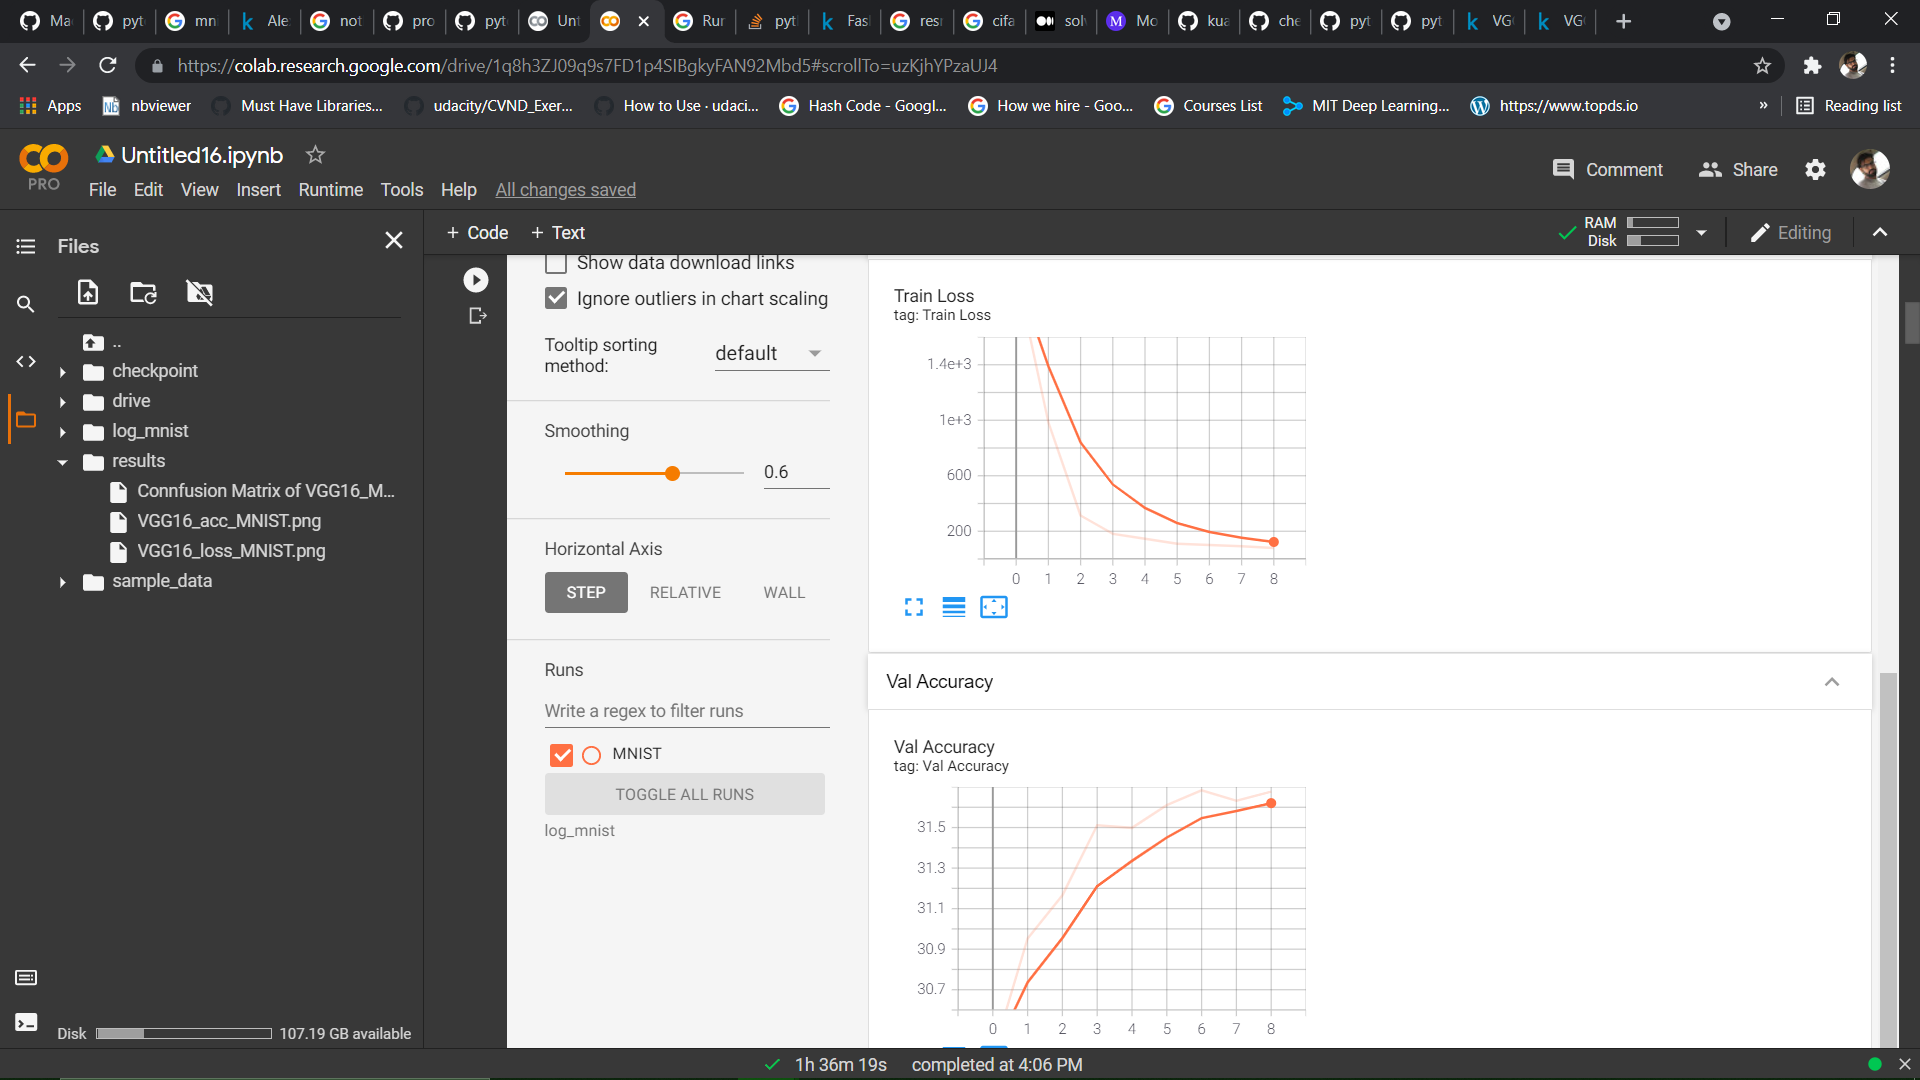 Ma
pyt
mn
Ale
not
pro
pyt
Unt
Rur
pyt
Fas
resr
cifa
sol
Mo
kua
che
pyt
pyt
VG
VG
https://colab.research.google.com/drive/1q8h3ZJ09q9s7FD1p4SIBgkyFAN92Mbd5#scrollTo=uzKjhYPzaUJ4
Apps nbviewer Must Have Libraries... udacity/CVND_Exer... How to Use · udaci... Hash Code - Googl... How we hire - Goo... Courses List MIT Deep Learning... https://www.topds.io » Reading list
Untitled16.ipynb
PRO
File Edit View Insert Runtime Tools Help All changes saved
Comment Share
Files
+ Code + Text
RAM
Disk
Editing
..
checkpoint
drive
log_mnist
results
Connfusion Matrix of VGG16_M...
VGG16_acc_MNIST.png
VGG16_loss_MNIST.png
sample_data
Disk 107.19 GB available
Show data download links
Ignore outliers in chart scaling
Tooltip sorting
method:
default
Smoothing
0.6
Horizontal Axis
STEP RELATIVE WALL
Runs
Write a regex to filter runs
MNIST
TOGGLE ALL RUNS
log_mnist
Train Loss
tag: Train Loss
1.4e+3
1e+3
600
200
0 1 2 3 4 5 6 7 8
Val Accuracy
Val Accuracy
tag: Val Accuracy
31.5
31.3
31.1
30.9
30.7
0 1 2 3 4 5 6 7 8
1h 36m 19s completed at 4:06 PM